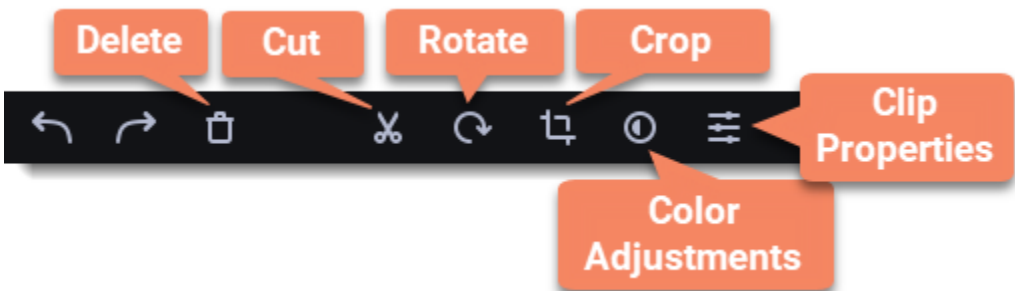 Delete
Cut
Rotate
Crop
Clip
Properties
Color
Adjustments